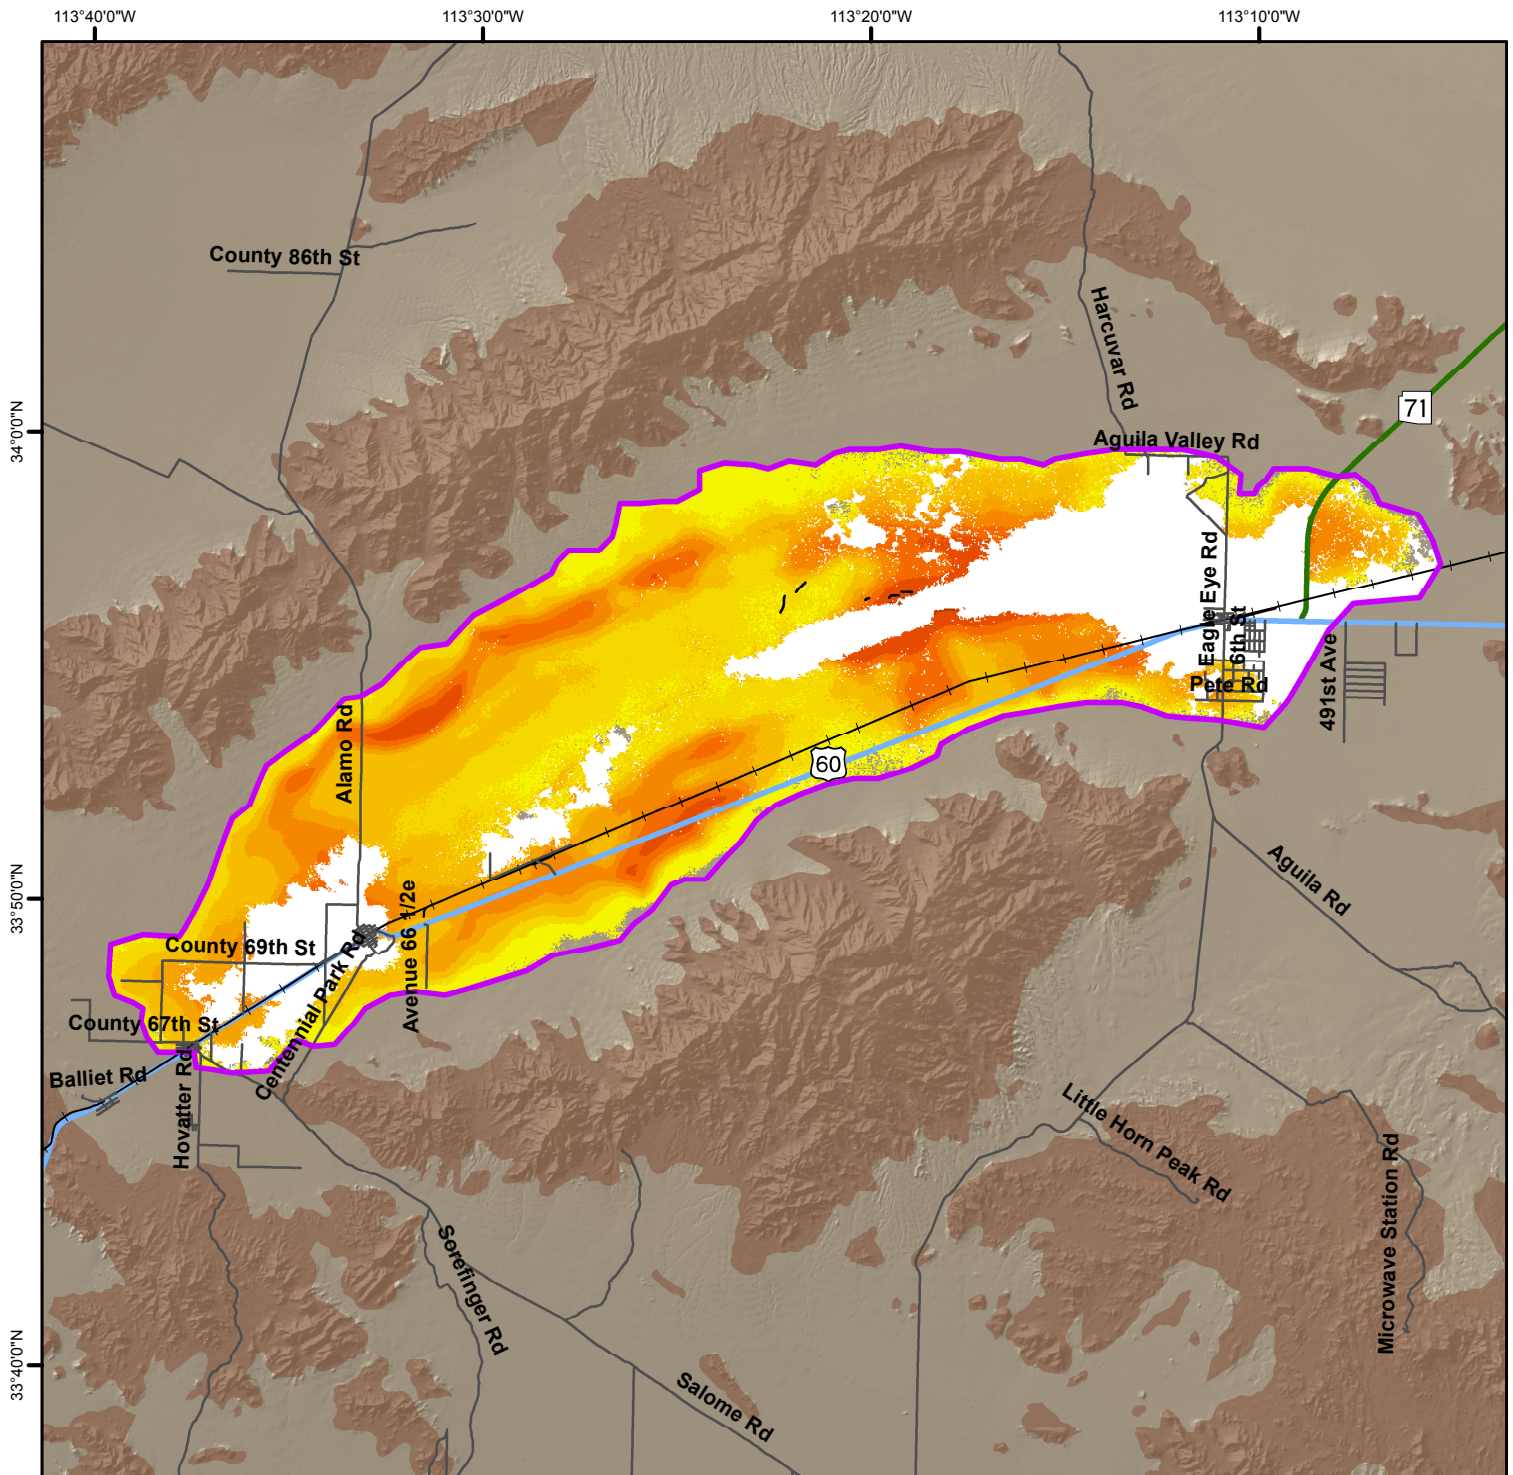 113°40'0"W
113°30'0"W
113°20'0"W
113°10'0"W
County 86th St
Harcuvar Rd
71
34°0'0"N
Aguila Valley Rd
Eagle Eye Rd
6th St
Pete Rd
491st Ave
Alamo Rd
60
33°50'0"N
Aguila Rd
Avenue 66 1/2e
County 69th St
Centennial Park Rd
County 67th St
Balliet Rd
Hovatter Rd
Little Horn Peak Rd
Microwave Station Rd
Sorefinger Rd
33°40'0"N
Salome Rd